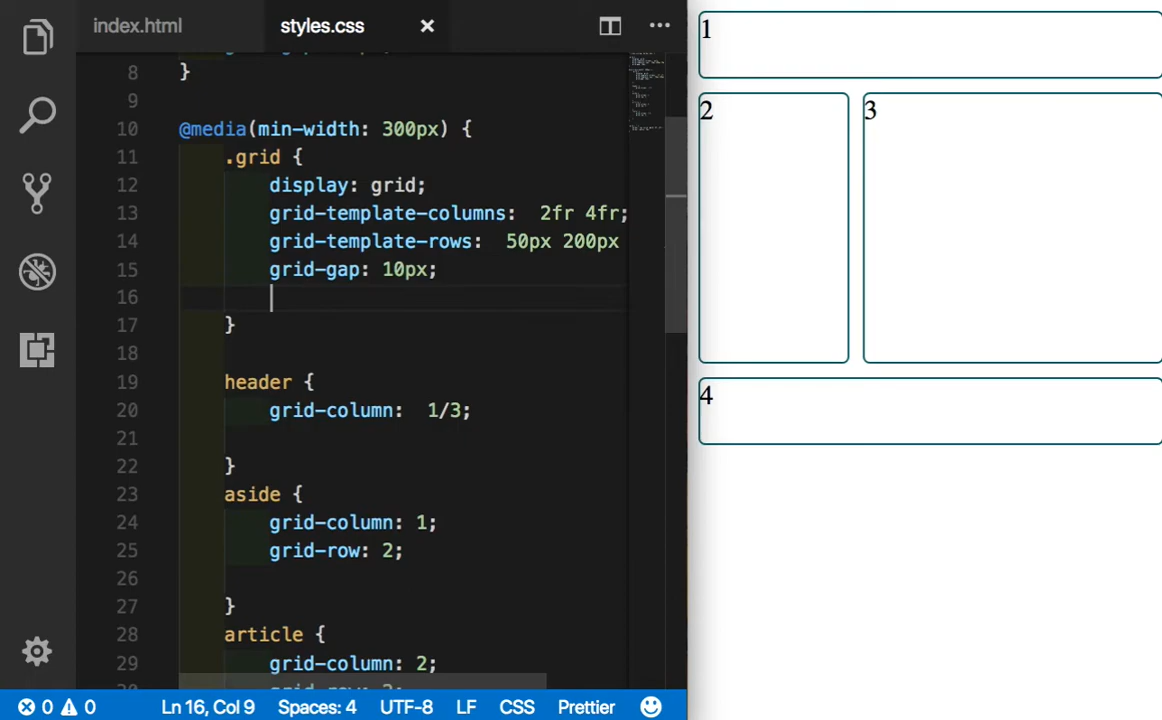 index.html
styles.css
8 }
9
10 @media(min-width: 300px) {
11 .grid {
12 display: grid;
13 grid-template-columns: 2fr 4fr;
14 grid-template-rows: 50px 200px
15 grid-gap: 10px;
16
17 }
18
19 header {
20 grid-column: 1/3;
21
22 }
23 aside {
24 grid-column: 1;
25 grid-row: 2;
26
27 }
28 article {
29 grid-column: 2;
0 0 Ln 16, Col 9 Spaces: 4 UTF-8 LF CSS Prettier
1
2 3
4